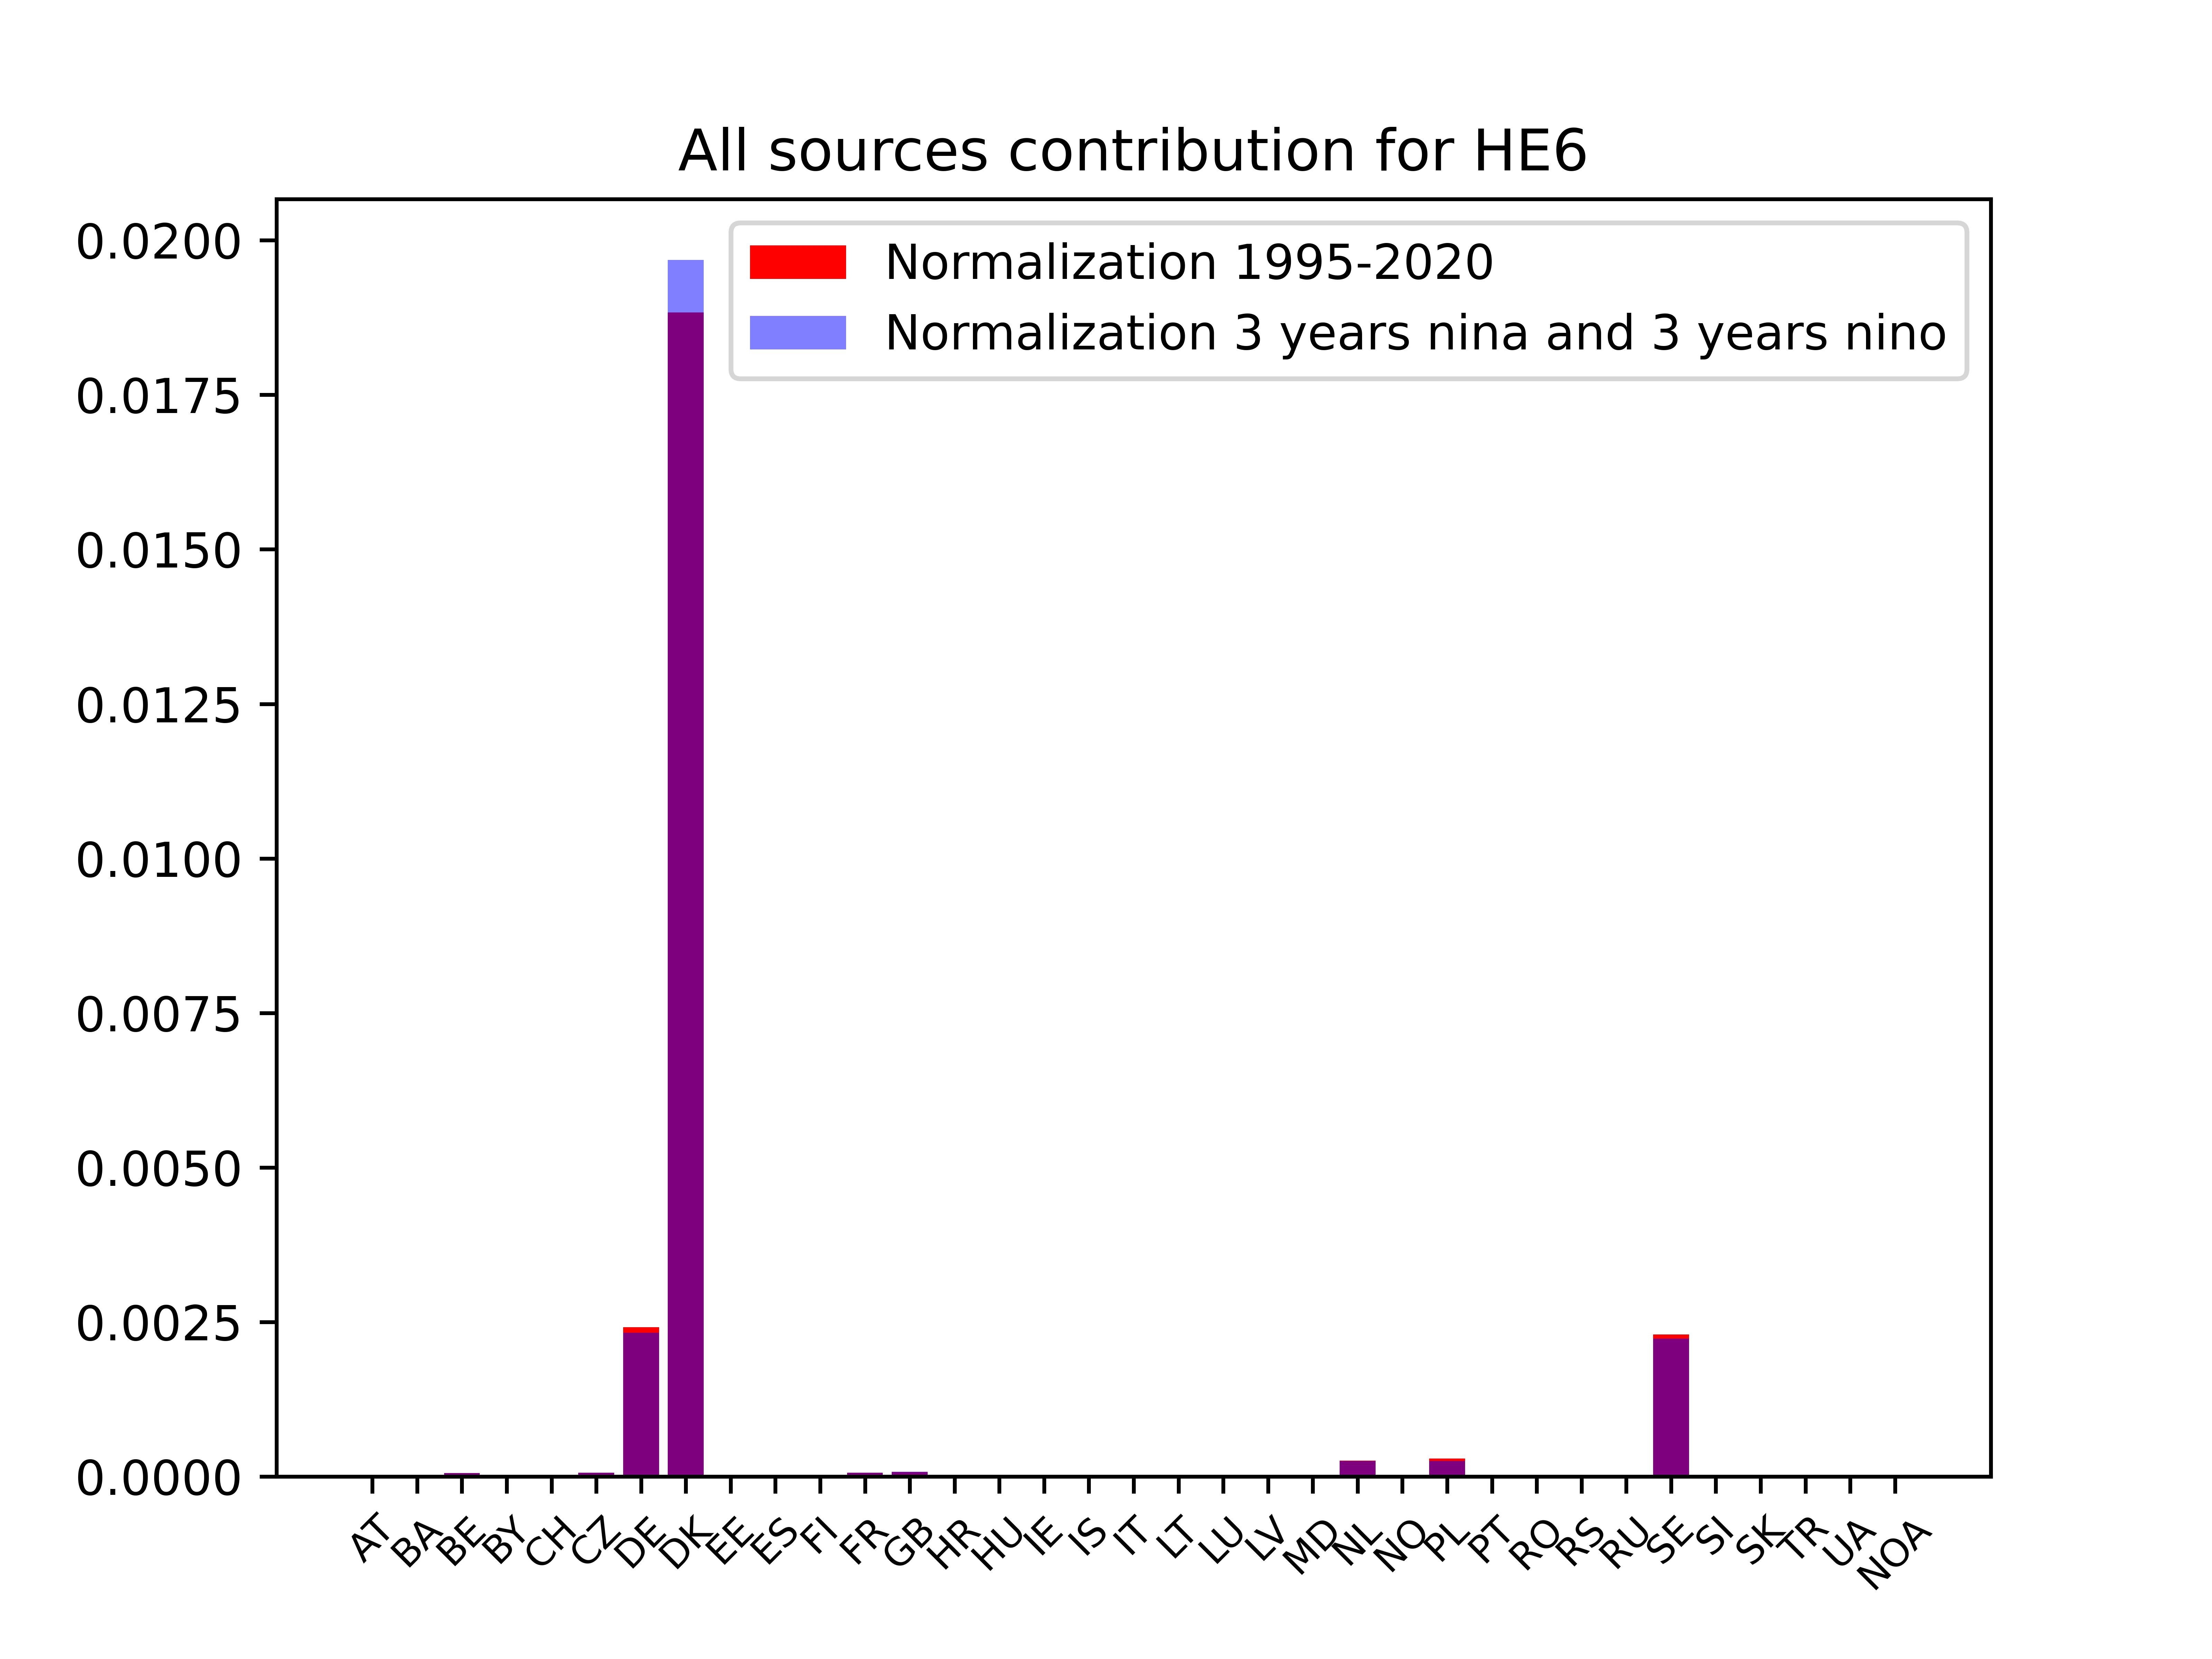 All sources contribution for HE6
Normalization 1995-2020
Normalization 3 years nina and 3 years nino
0.0200
0.0175
0.0150
0.0125
0.0100
0.0075
0.0050
0.0025
0.0000
AT BA BE BY CH CZ DE DK EE ES FI FR GB HR HU IE IS IT LT LU LV MD NL NO PL PT RO RS RU SE SI SK TR UA NOA